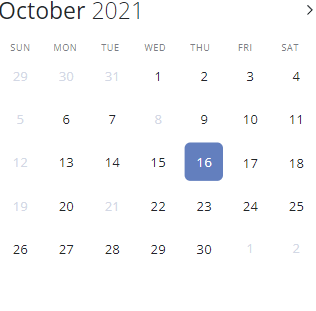 October 2021
SUN MON TUE WED THU FRI SAT
29 30 31 1 2 3 4
5 6 7 8 9 10 11
12 13 14 15 16 17 18
19 20 21 22 23 24 25
26 27 28 29 30 1 2